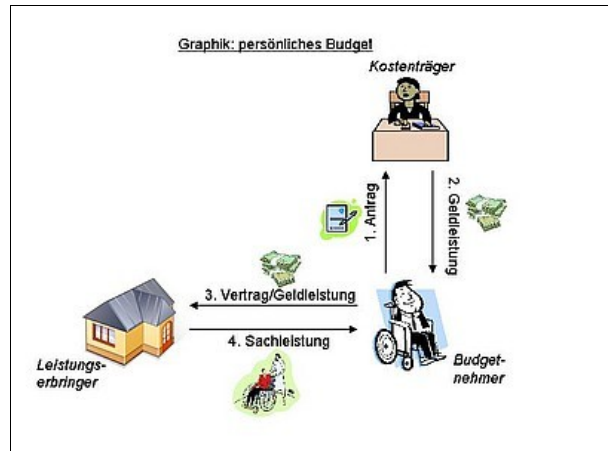 Graphik: persönliches Budget
Kostenträger
1. Antrag
2. Geldleistung
3. Vertrag/Geldleistung
4. Sachleistung
Leistungs-
erbringer
Budget-
nehmer